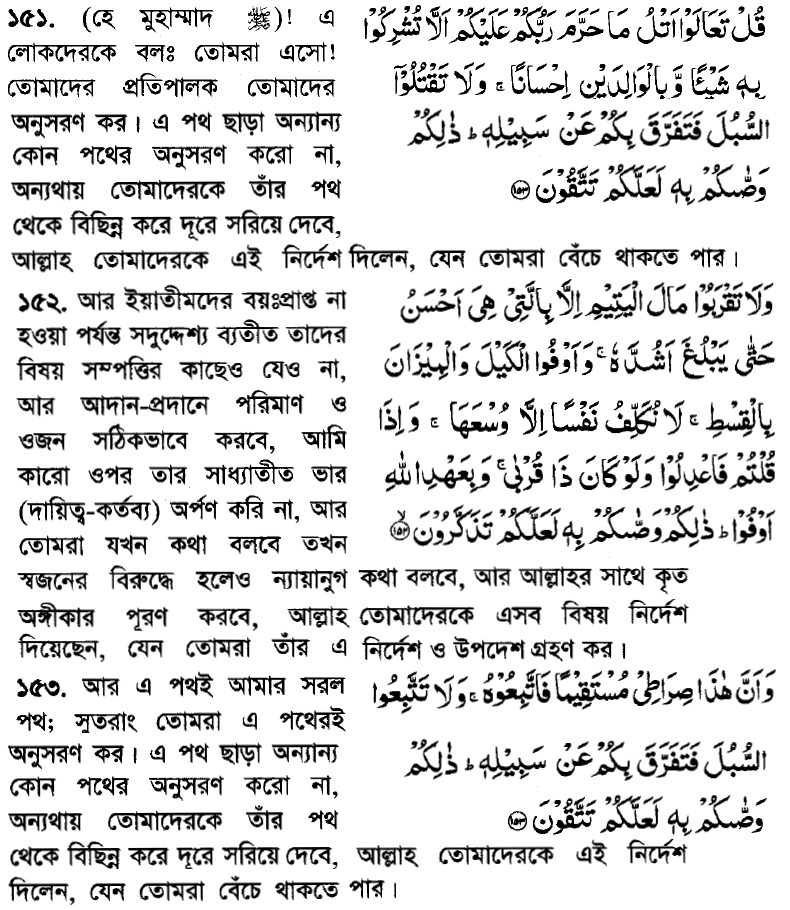 ১৫১. (হে মুহাম্মাদ ﷺ)! এ
লোকদেরকে বলঃ তোমরা এসো!
তোমাদের প্রতিপালক তোমাদের
অনুসরণ কর। এ পথ ছাড়া অন্যান্য
কোন পথের অনুসরণ করো না,
অন্যথায় তোমাদেরকে তাঁর পথ
থেকে বিছিন্ন করে দূরে সরিয়ে দেবে,
قُلْ تَعَالَوْا اَتْلُ مَا حَرَّمَ رَبُّكُمْ عَلَيْكُمْ اَلَّا تُشْرِكُوْا
بِهٖ شَيْـًٔا وَّ بِالْوَالِدَيْنِ اِحْسَانًا ۚ وَلَا تَقْتُلُوْٓا
السُّبُلَ فَتَفَرَّقَ بِكُمْ عَنْ سَبِيْلِهٖ ؕ ذٰلِكُمْ
وَصّٰىكُمْ بِهٖ لَعَلَّكُمْ تَتَّقُوْنَ ﴿١٥٣﴾
আল্লাহ তোমাদেরকে এই নির্দেশ দিলেন, যেন তোমরা বেঁচে থাকতে পার।
১৫২. আর ইয়াতীমদের বয়ঃপ্রাপ্ত না
হওয়া পর্যন্ত সদুদ্দেশ্য ব্যতীত তাদের
বিষয় সম্পত্তির কাছেও যেও না,
আর আদান-প্রদানে পরিমাণ ও
ওজন সঠিকভাবে করবে, আমি
কারো ওপর তার সাধ্যাতীত ভার
(দায়িত্ব-কর্তব্য) অর্পণ করি না, আর
তোমরা যখন কথা বলবে তখন
وَلَا تَقْرَبُوْا مَالَ الْيَتِيْمِ اِلَّا بِالَّتِيْ هِيَ اَحْسَنُ
حَتّٰى يَبْلُغَ اَشُدَّهٗ ۚ وَاَوْفُوا الْكَيْلَ وَالْمِيْزَانَ
بِالْقِسْطِ ۚ لَا نُكَلِّفُ نَفْسًا اِلَّا وُسْعَهَا ۚ وَاِذَا
قُلْتُمْ فَاعْدِلُوْا وَلَوْ كَانَ ذَا قُرْبٰى ۚ وَبِعَهْدِ اللّٰهِ
اَوْفُوْا ؕ ذٰلِكُمْ وَصّٰىكُمْ بِهٖ لَعَلَّكُمْ تَذَكَّرُوْنَ ﴿١٥٢﴾ۙ
স্বজনের বিরুদ্ধে হলেও ন্যায়ানুগ কথা বলবে, আর আল্লাহর সাথে কৃত
অঙ্গীকার পূরণ করবে, আল্লাহ তোমাদেরকে এসব বিষয় নির্দেশ
দিয়েছেন, যেন তোমরা তাঁর এ নির্দেশ ও উপদেশ গ্রহণ কর।
১৫৩. আর এ পথই আমার সরল
পথ; সুতরাং তোমরা এ পথেরই
অনুসরণ কর। এ পথ ছাড়া অন্যান্য
কোন পথের অনুসরণ করো না,
অন্যথায় তোমাদেরকে তাঁর পথ
وَاَنَّ هٰذَا صِرَاطِيْ مُسْتَقِيْمًا فَاتَّبِعُوْهُ ۚ وَلَا تَتَّبِعُوا
السُّبُلَ فَتَفَرَّقَ بِكُمْ عَنْ سَبِيْلِهٖ ؕ ذٰلِكُمْ
وَصّٰىكُمْ بِهٖ لَعَلَّكُمْ تَتَّقُوْنَ ﴿١٥٣﴾
থেকে বিছিন্ন করে দূরে সরিয়ে দেবে, আল্লাহ তোমাদেরকে এই নির্দেশ
দিলেন, যেন তোমরা বেঁচে থাকতে পার।